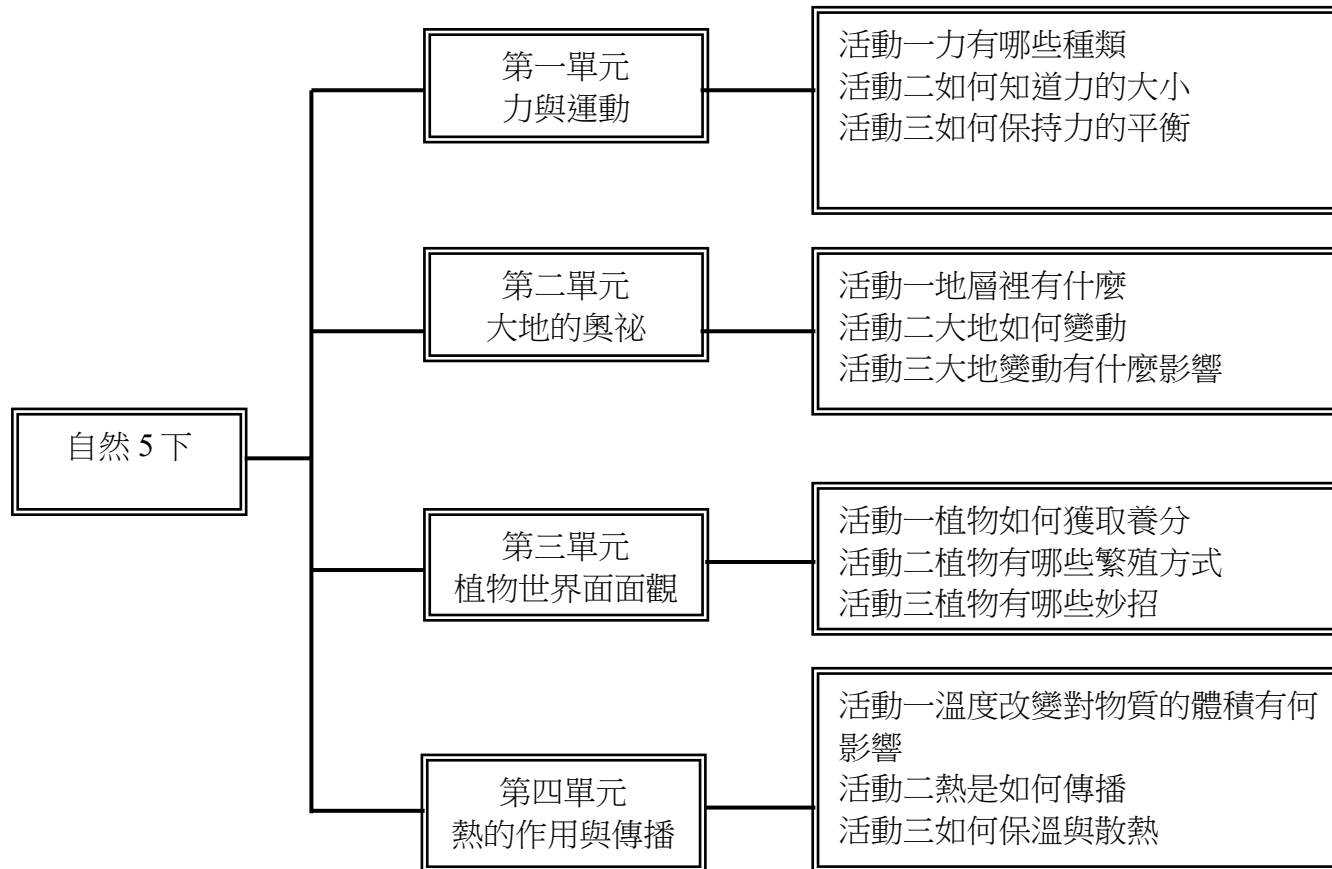 第一單元
力與運動
活動一力有哪些種類
活動二如何知道力的大小
活動三如何保持力的平衡
第二單元
大地的奧祕
活動一地層裡有什麼
活動二大地如何變動
活動三大地變動有什麼影響
自然 5 下
第三單元
植物世界面面觀
活動一植物如何獲取養分
活動二植物有哪些繁殖方式
活動三植物有哪些妙招
第四單元
熱的作用與傳播
活動一溫度改變對物質的體積有何
影響
活動二熱是如何傳播
活動三如何保溫與散熱